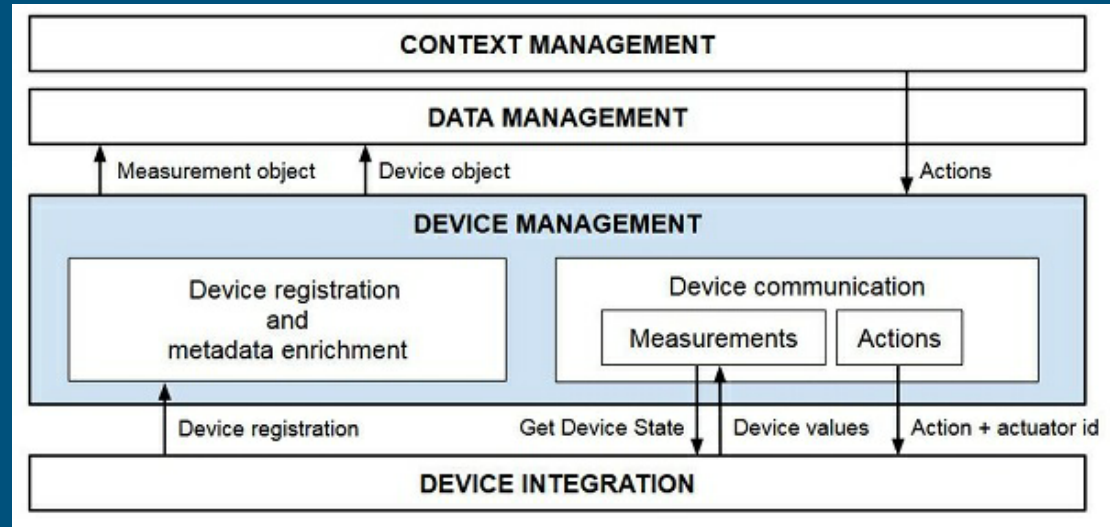 CONTEXT MANAGEMENT
DATA MANAGEMENT
Measurement object
Device object
Actions
DEVICE MANAGEMENT
Device registration
and
metadata enrichment
Device communication
Measurements
Actions
Device registration
Get Device State
Device values
Action + actuator id
DEVICE INTEGRATION